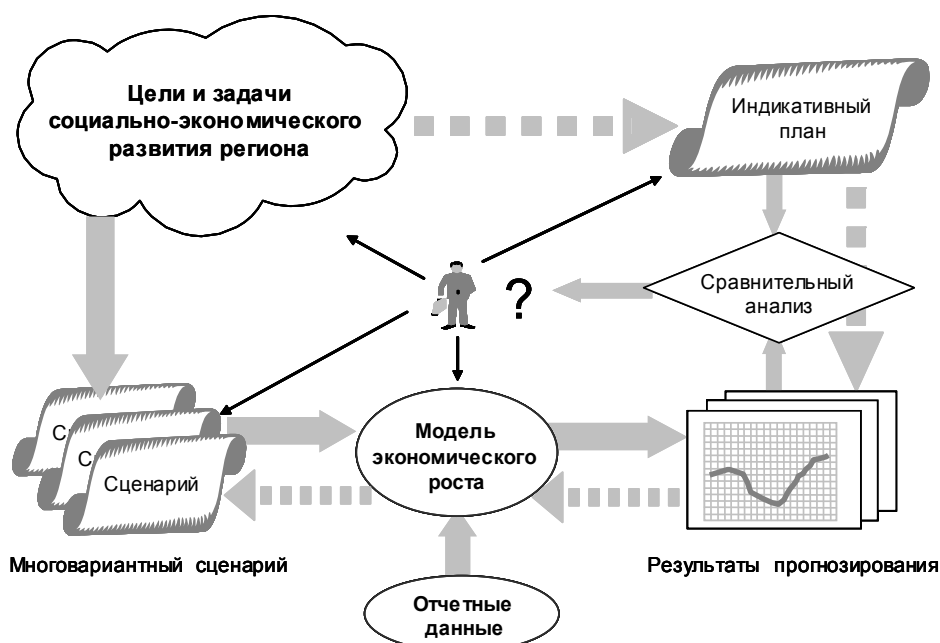 Цели и задачи
социально-экономического
развития региона
Индикативный
план
Сравнительный
анализ
?
С
С
Сценарий
Модель
экономического
роста
Многовариантный сценарий
Результаты прогнозирования
Отчетные
данные